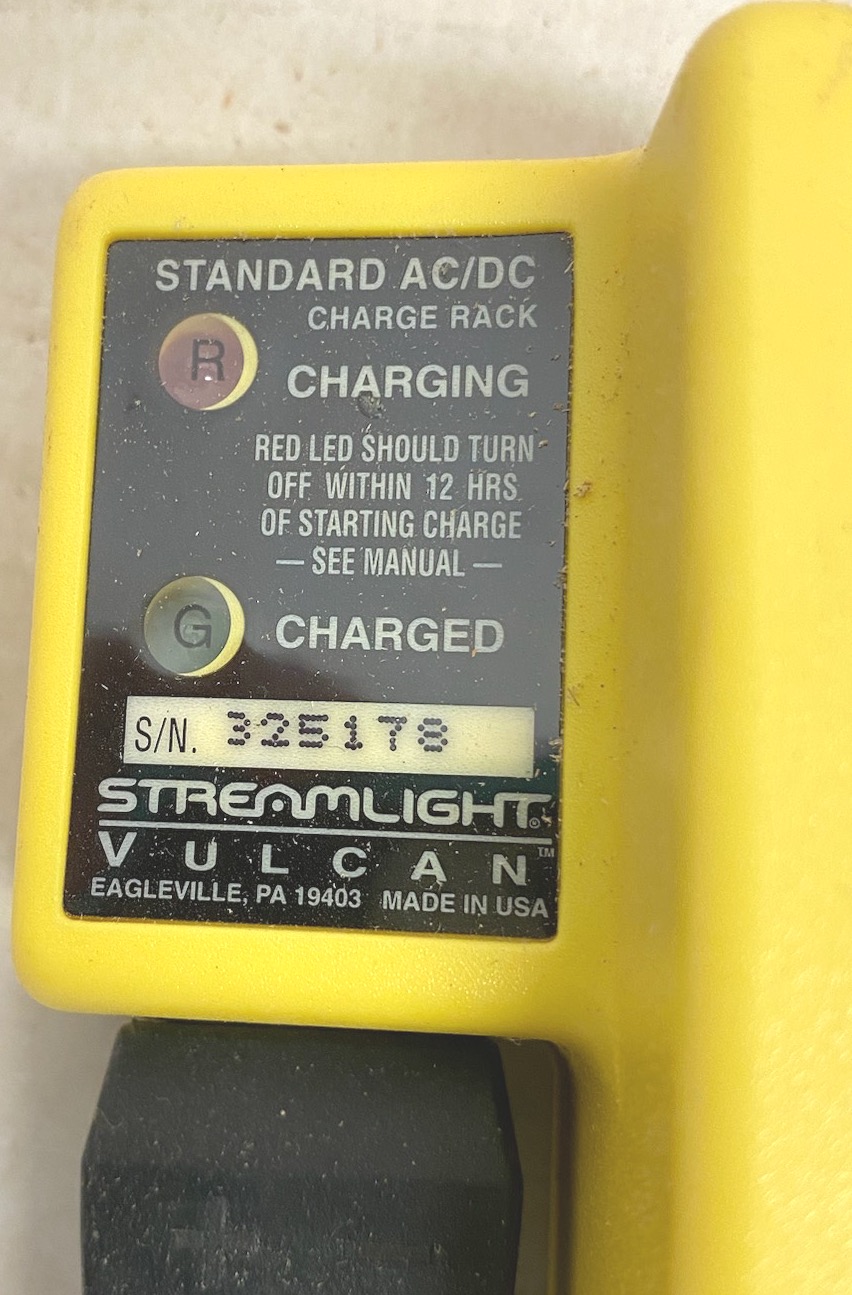 STANDARD AC/DC
CHARGE RACK
R
CHARGING
RED LED SHOULD TURN
OFF WITHIN 12 HRS
OF STARTING CHARGE
— SEE MANUAL —
G
CHARGED
S/N. 325178
STREAMLIGHT®
VULCAN™
EAGLEVILLE, PA 19403 MADE IN USA